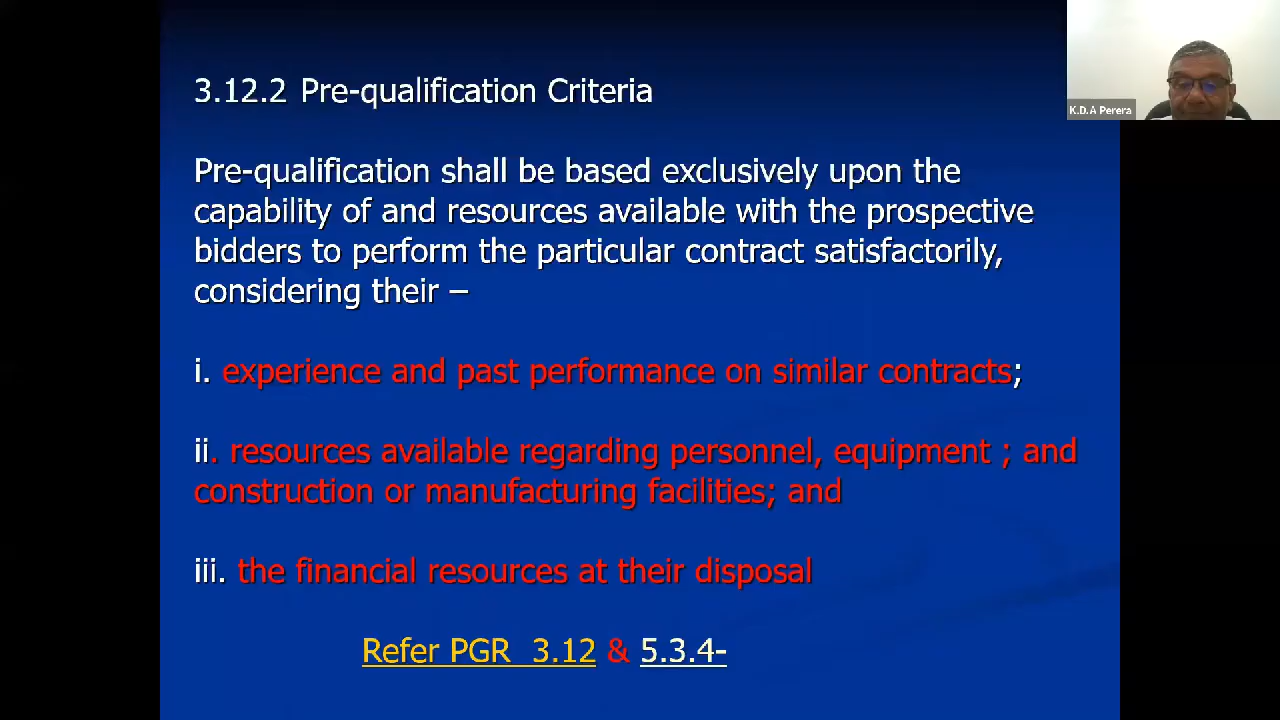 3.12.2 Pre-qualification Criteria
Pre-qualification shall be based exclusively upon the
capability of and resources available with the prospective
bidders to perform the particular contract satisfactorily,
considering their –
i. experience and past performance on similar contracts;
ii. resources available regarding personnel, equipment ; and
construction or manufacturing facilities; and
iii. the financial resources at their disposal
Refer PGR 3.12 & 5.3.4-
K.D.A Perera